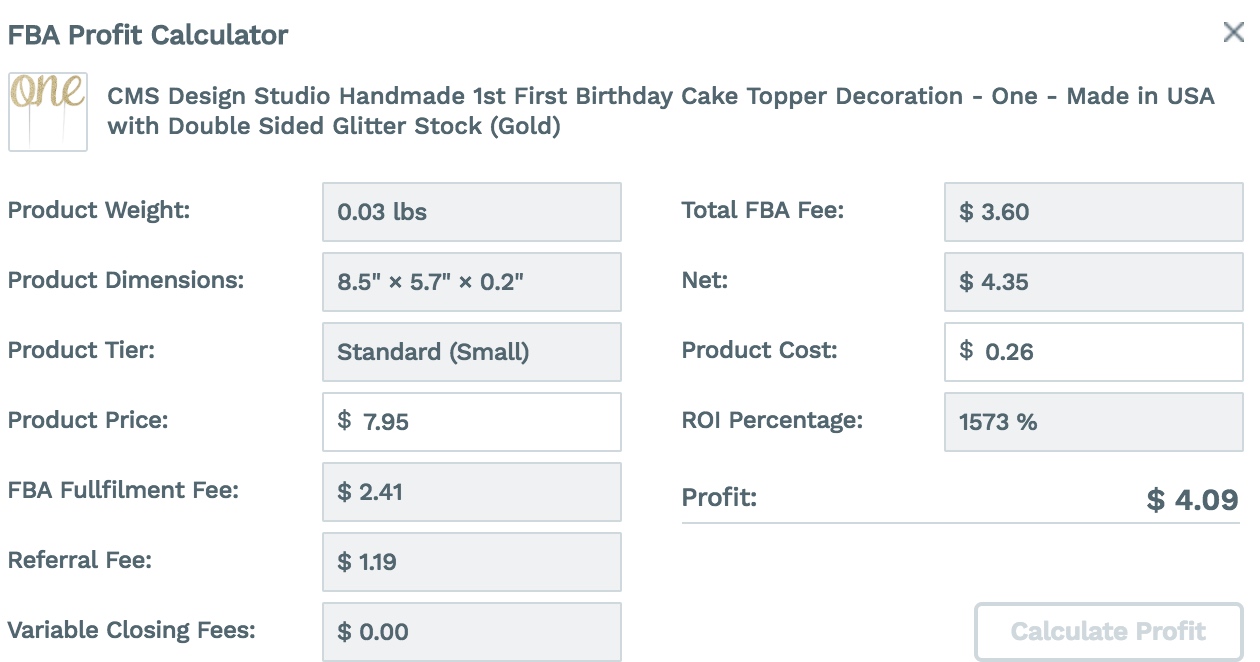 FBA Profit Calculator
one
CMS Design Studio Handmade 1st First Birthday Cake Topper Decoration - One - Made in USA
with Double Sided Glitter Stock (Gold)
Product Weight: 0.03 lbs
Product Dimensions: 8.5" × 5.7" × 0.2"
Product Tier: Standard (Small)
Product Price: $ 7.95
FBA Fullfilment Fee: $ 2.41
Referral Fee: $ 1.19
Variable Closing Fees: $ 0.00
Total FBA Fee: $ 3.60
Net: $ 4.35
Product Cost: $ 0.26
ROI Percentage: 1573 %
Profit: $ 4.09
Calculate Profit